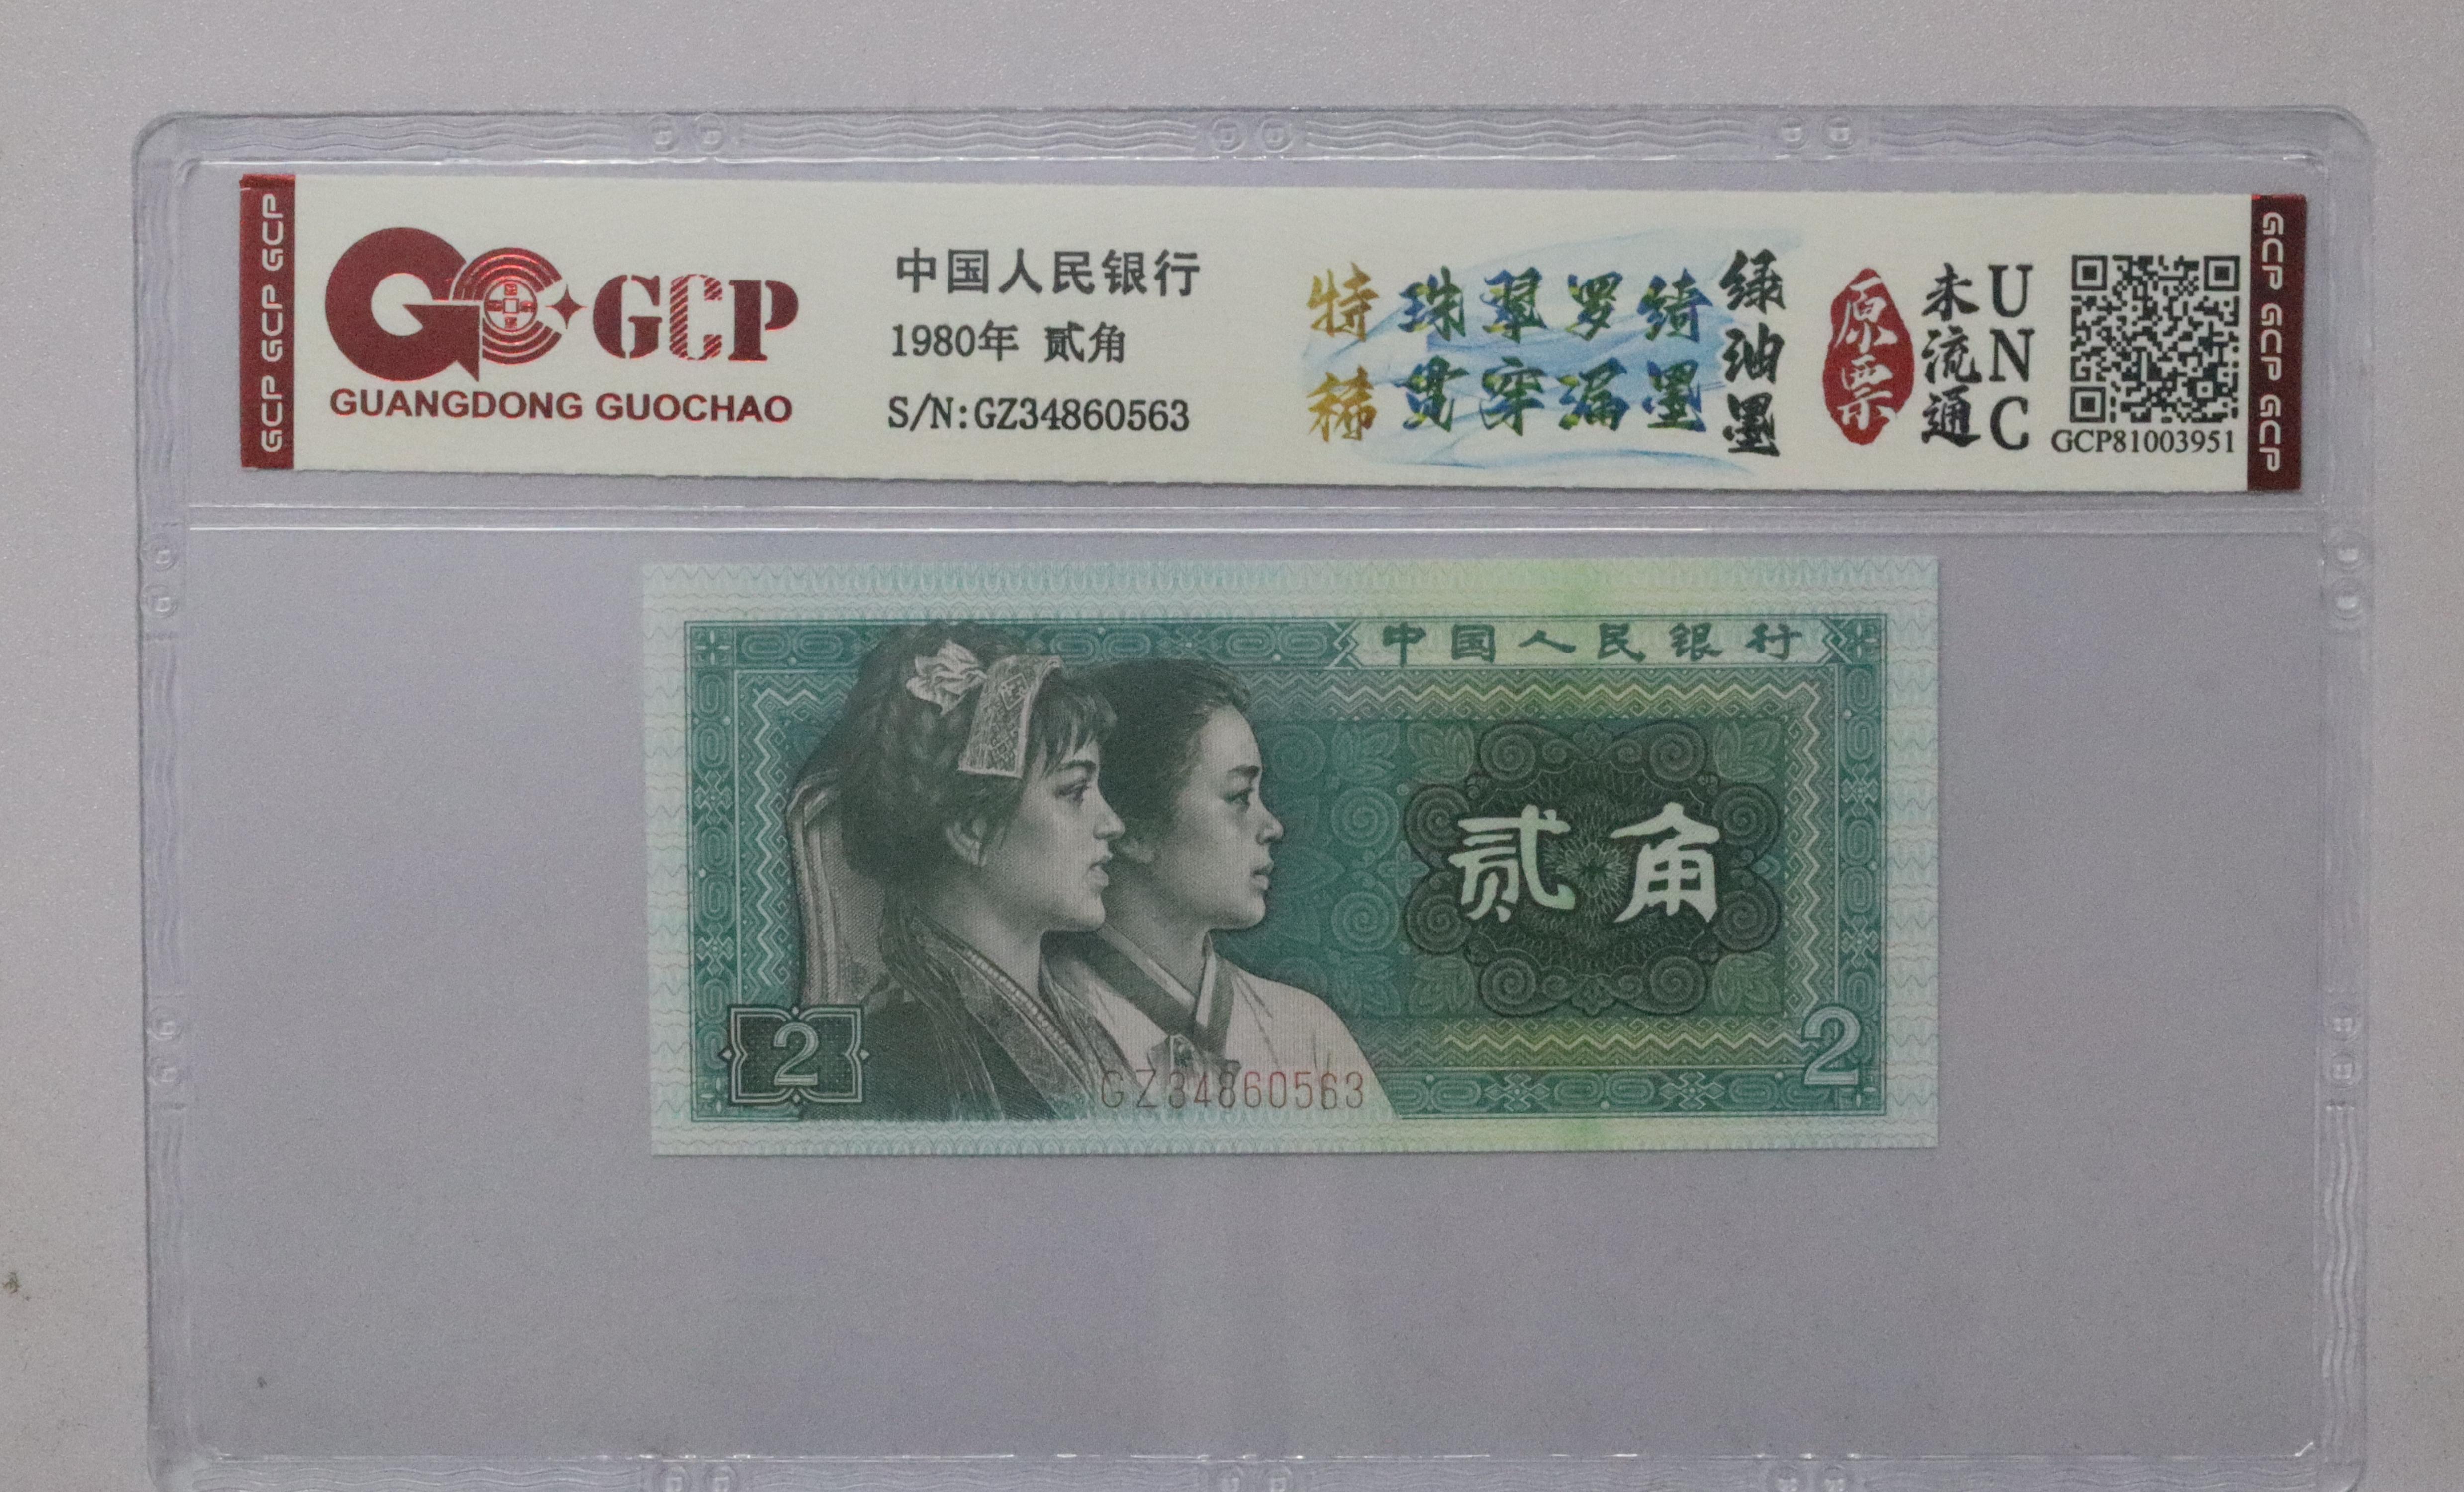 GCP GCP GCP
GCP
GUANGDONG GUOCHAO
中国人民银行
1980年 贰角
S/N:GZ34860563
特稀
珠翠罗绮
贯穿漏墨
绿油墨
原票
未流通
UNC
GCP81003951
GCP GCP GCP
中国人民银行
贰角
2
GZ34860563
2